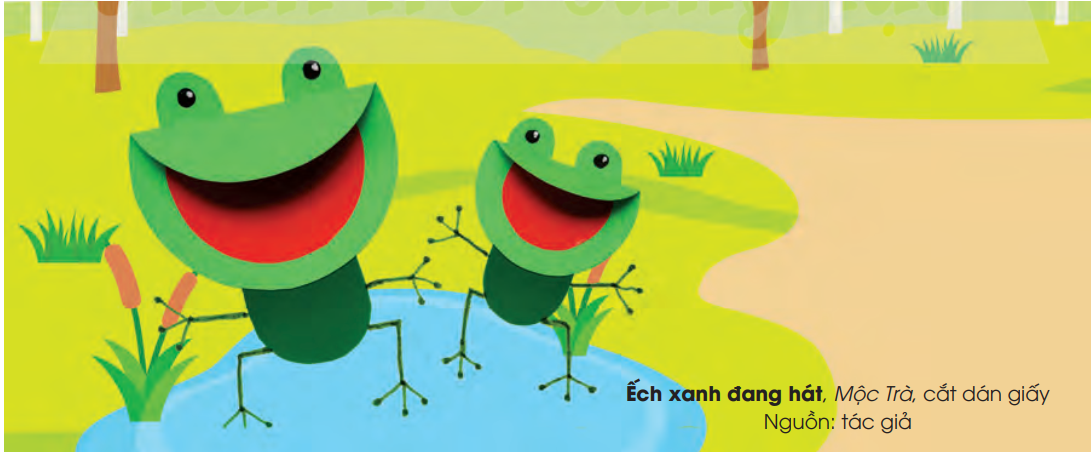 Ếch xanh đang hát, Mộc Trà, cắt dán giấy
Nguồn: tác giả